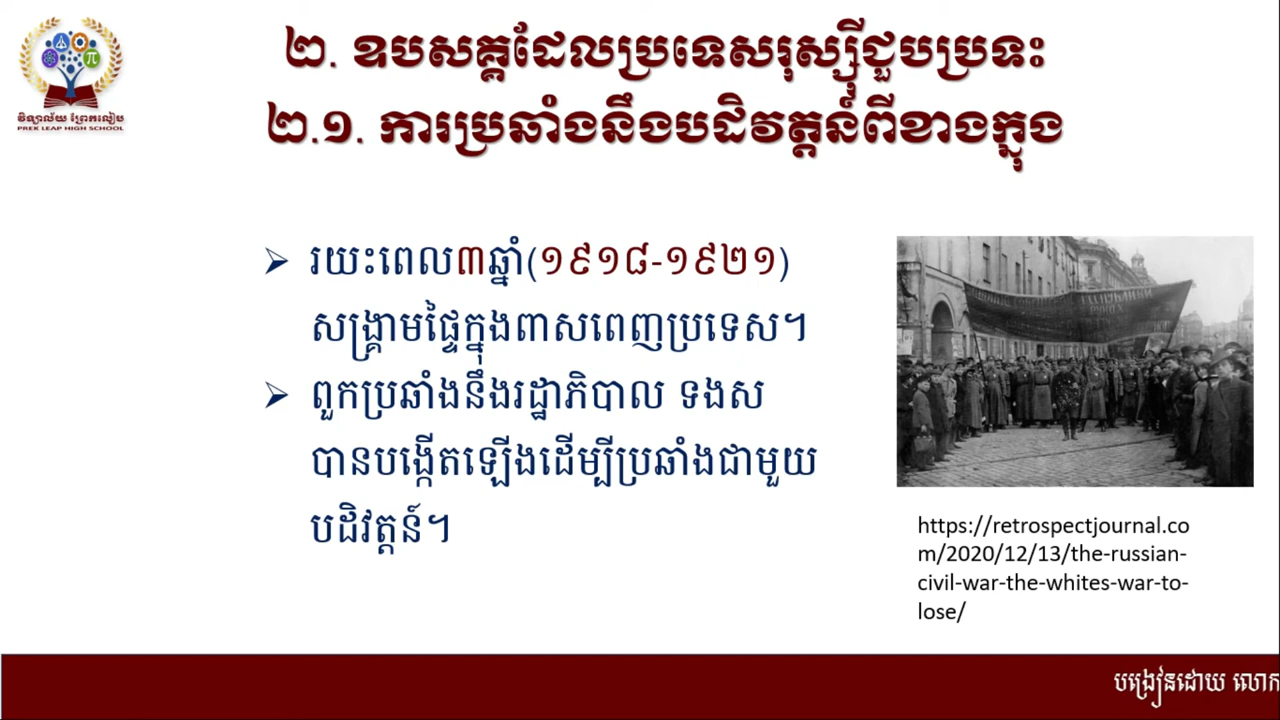 ២. ឧបសគ្គដែលប្រទេសរុស្ស៊ីជួបប្រទះ
២.១. ការប្រឆាំងនឹងបដិវត្តន៍ពីខាងក្នុង
វិទ្យាល័យ ព្រែកលៀប
PREK LEAP HIGH SCHOOL
➢ រយៈពេល៣ឆ្នាំ(១៩១៨-១៩២១)
សង្គ្រាមផ្ទៃក្នុងពាសពេញប្រទេស។
➢ ពួកប្រឆាំងនឹងរដ្ឋាភិបាល ទងស
បានបង្កើតឡើងដើម្បីប្រឆាំងជាមួយ
បដិវត្តន៍។
https://retrospectjournal.co
m/2020/12/13/the-russian-
civil-war-the-whites-war-to-
lose/
បង្រៀនដោយ លោក